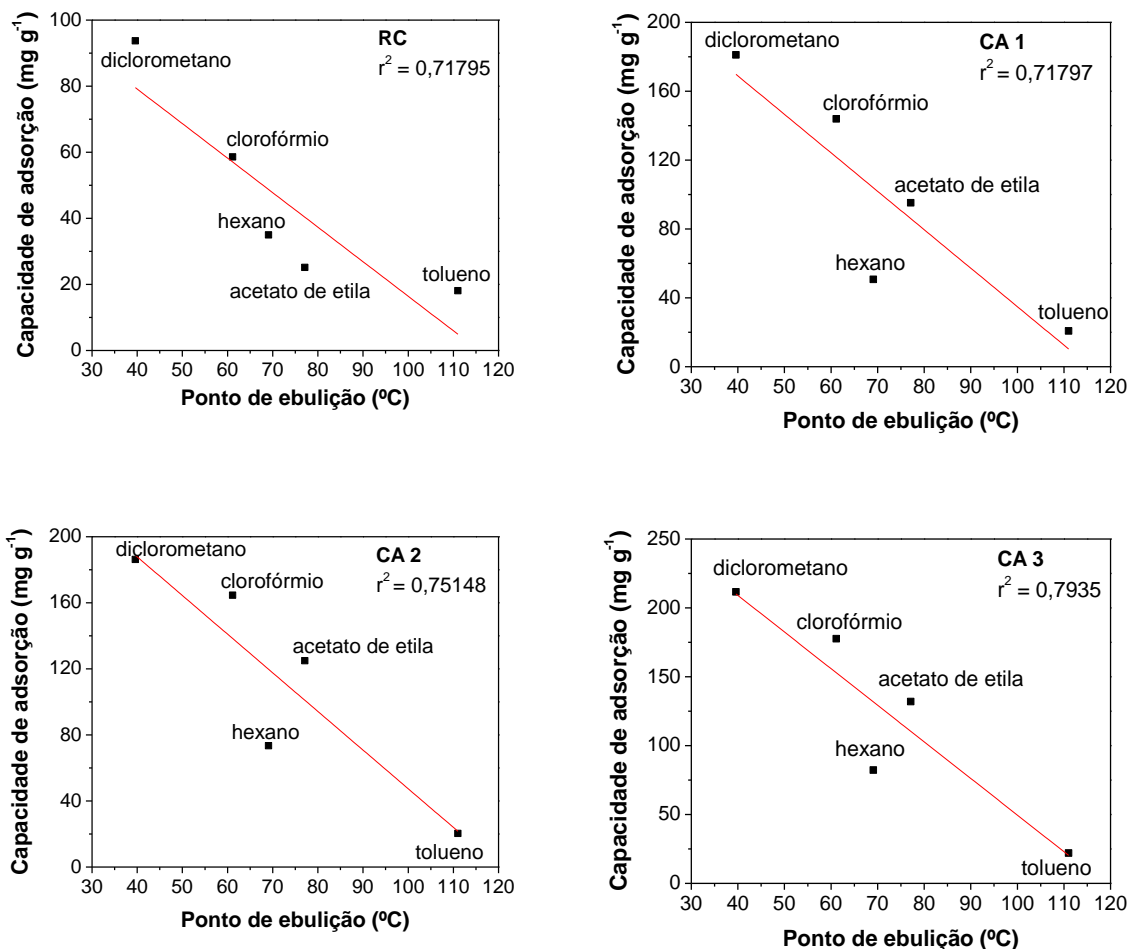 100
80
60
40
20
0
Capacidade de adsorção (mg g⁻¹)
RC
r² = 0,71795
diclorometano
clorofórmio
hexano
acetato de etila
tolueno
30 40 50 60 70 80 90 100 110 120
Ponto de ebulição (ºC)
200
160
120
80
40
0
Capacidade de adsorção (mg g⁻¹)
CA 1
r² = 0,71797
diclorometano
clorofórmio
acetato de etila
hexano
tolueno
30 40 50 60 70 80 90 100 110 120
Ponto de ebulição (ºC)
200
160
120
80
40
0
Capacidade de adsorção (mg g⁻¹)
CA 2
r² = 0,75148
diclorometano
clorofórmio
acetato de etila
hexano
tolueno
30 40 50 60 70 80 90 100 110 120
Ponto de ebulição (ºC)
250
200
150
100
50
0
Capacidade de adsorção (mg g⁻¹)
CA 3
r² = 0,7935
diclorometano
clorofórmio
acetato de etila
hexano
tolueno
30 40 50 60 70 80 90 100 110 120
Ponto de ebulição (ºC)